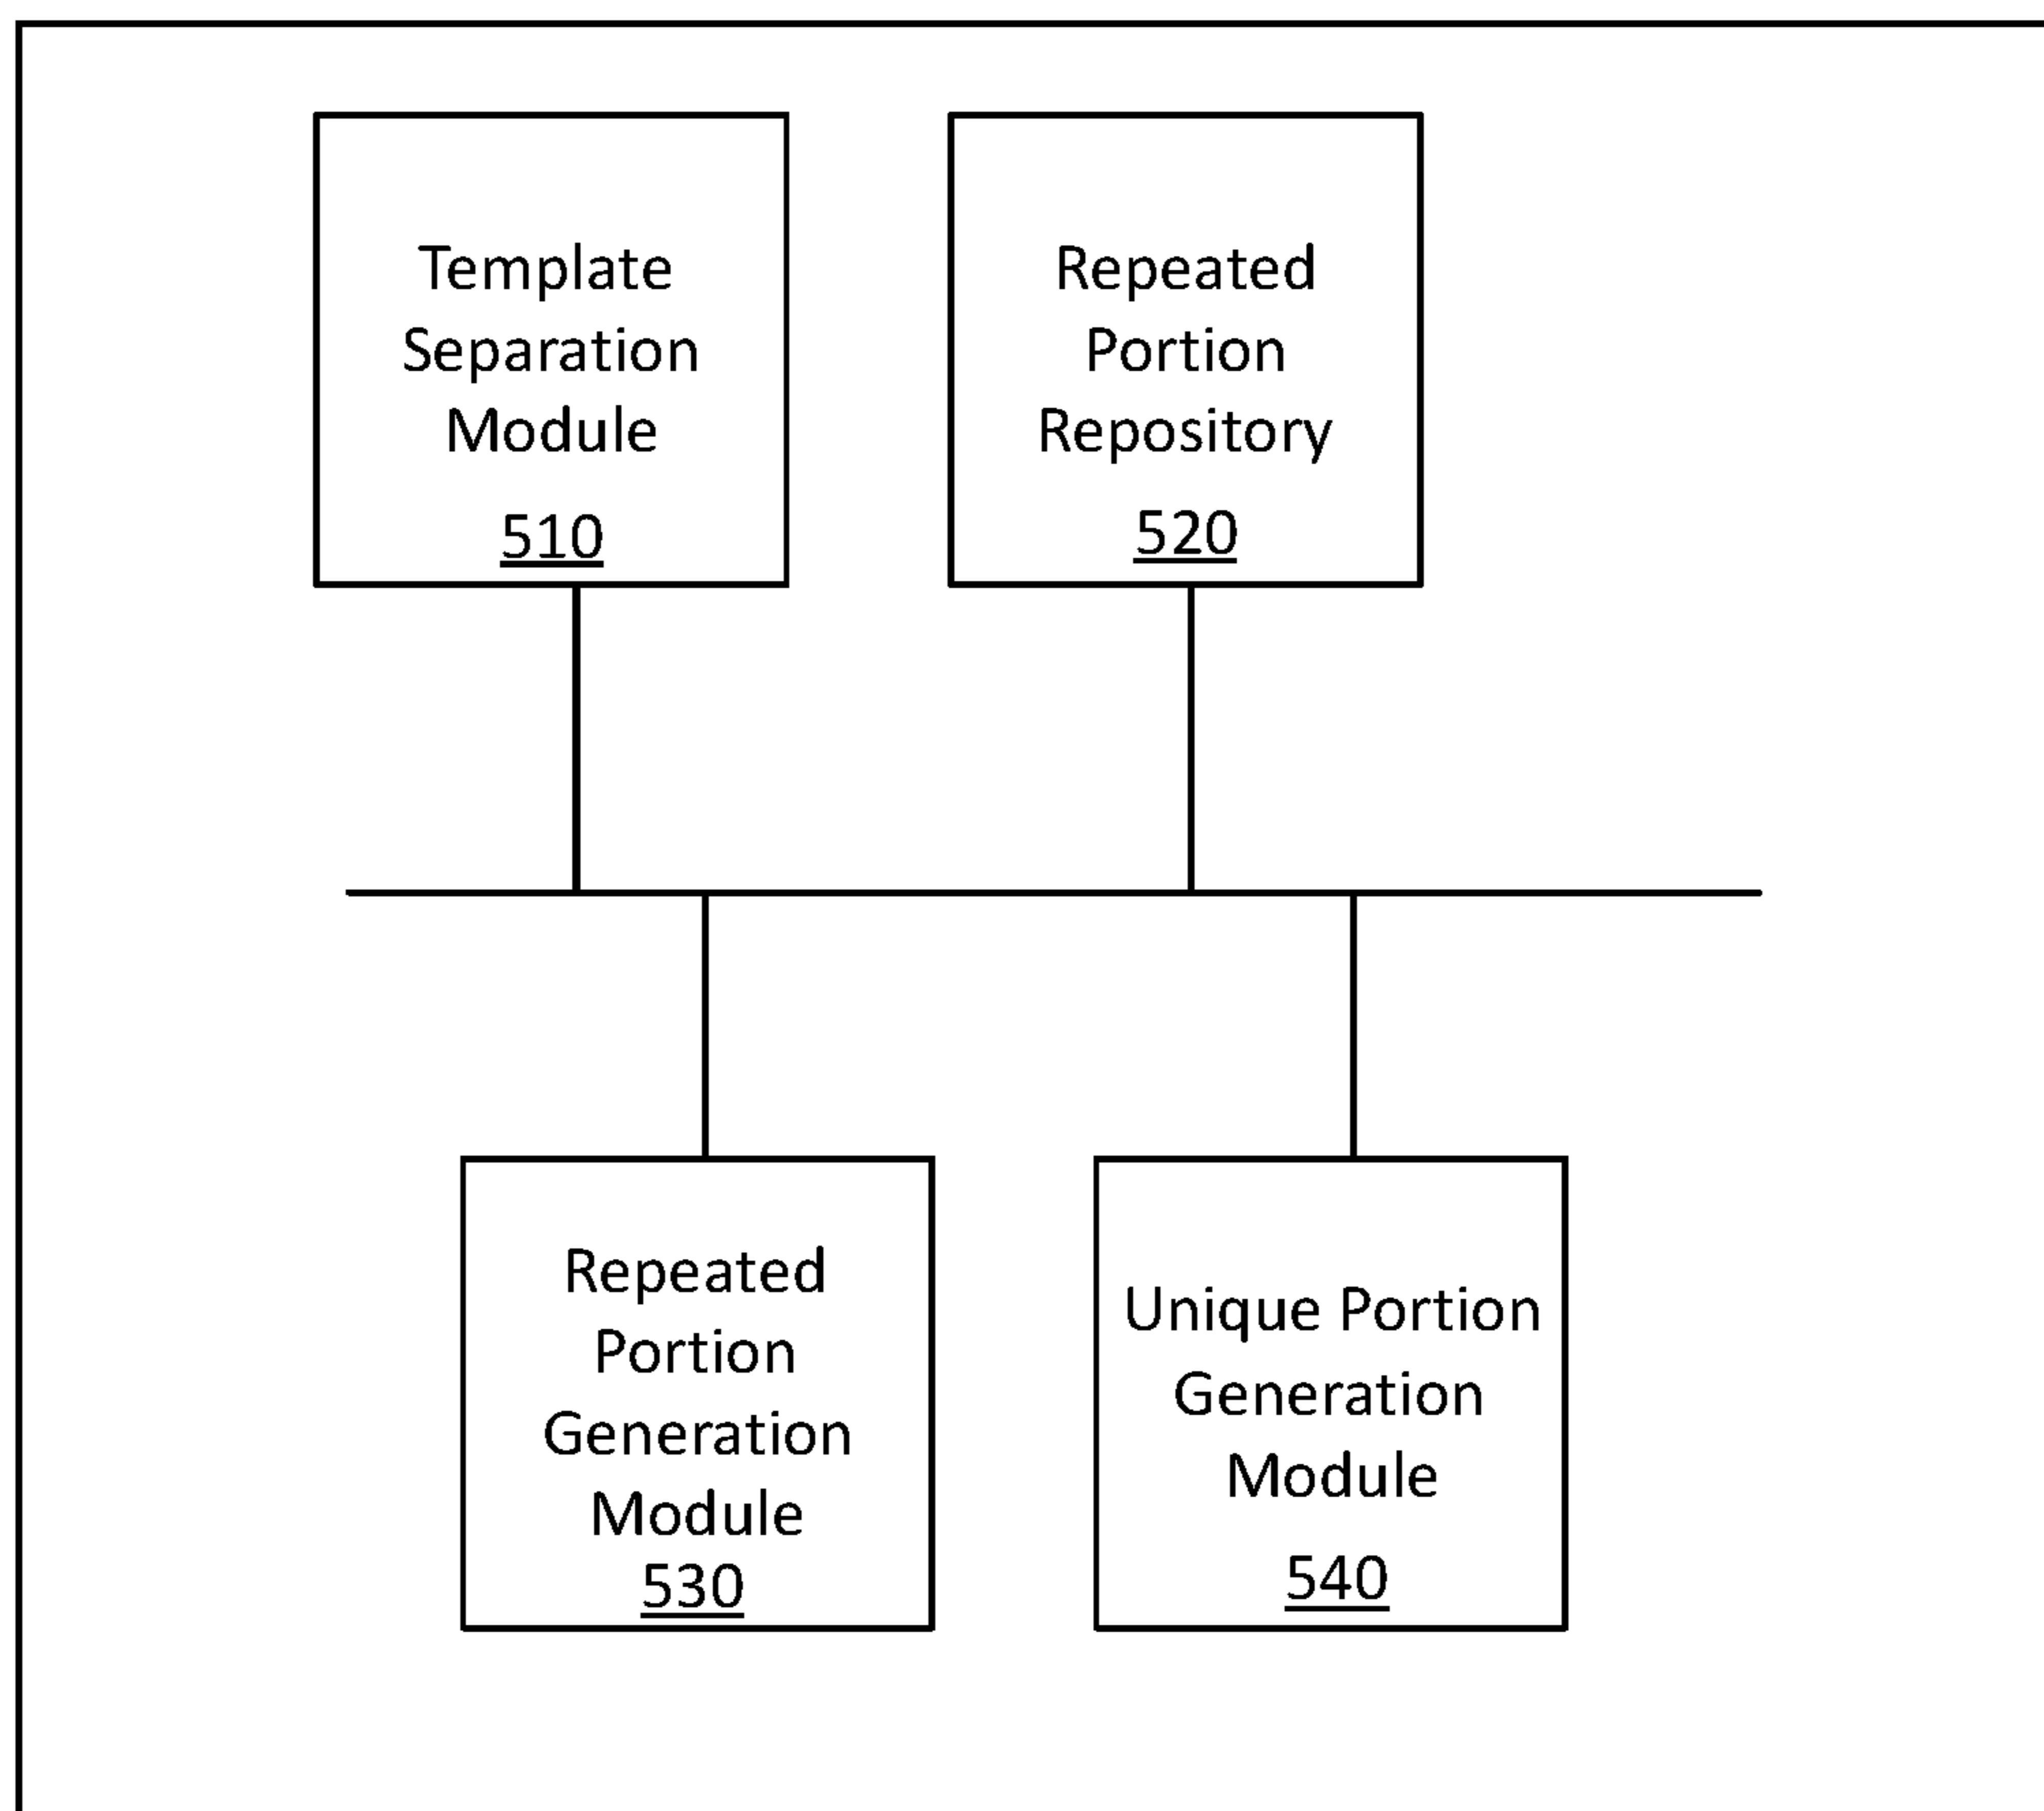 Template
Separation
Module
510
Repeated
Portion
Repository
520
Repeated
Portion
Generation
Module
530
Unique Portion
Generation
Module
540